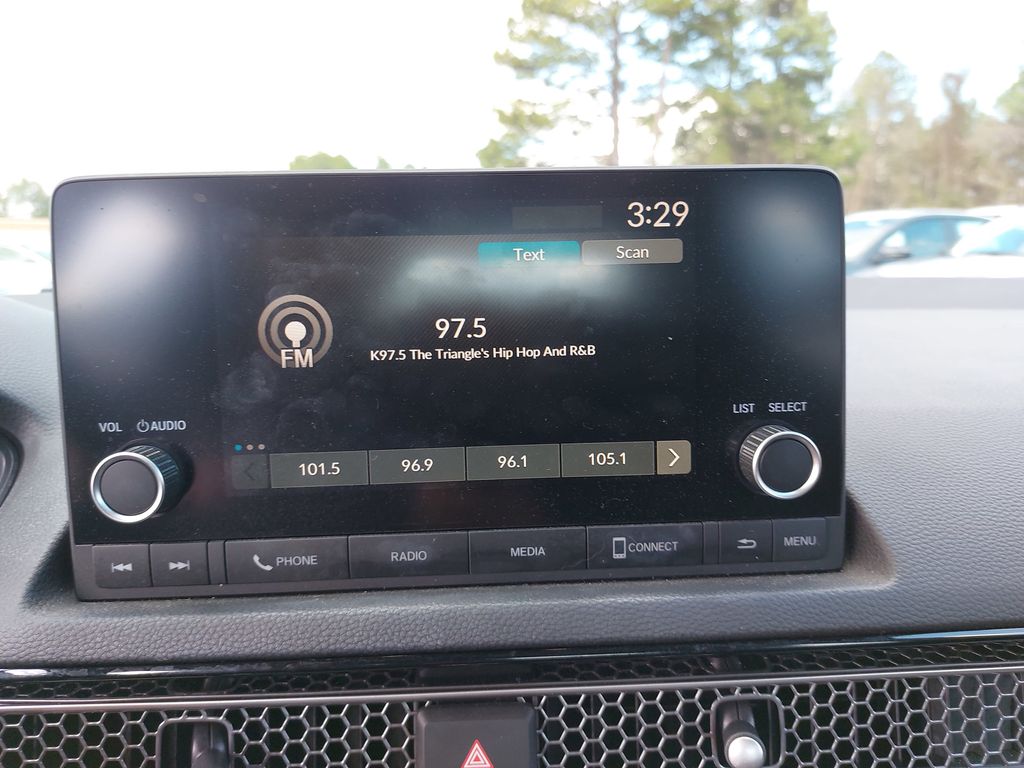 3:29
Text Scan
97.5
FM
K97.5 The Triangle's Hip Hop And R&B
VOL AUDIO
LIST SELECT
101.5 96.9 96.1 105.1
PHONE RADIO MEDIA CONNECT MENU